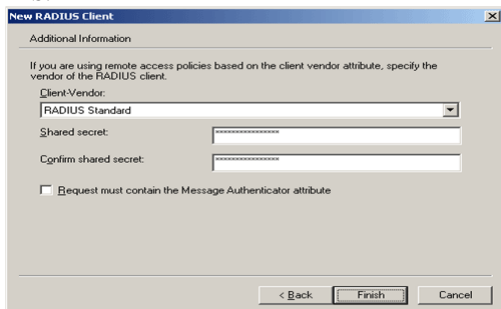 New RADIUS Client
Additional Information
If you are using remote access policies based on the client vendor attribute, specify the
vendor of the RADIUS client.
Client-Vendor:
RADIUS Standard
Shared secret:
Confirm shared secret:
Request must contain the Message Authenticator attribute
< Back
Finish
Cancel